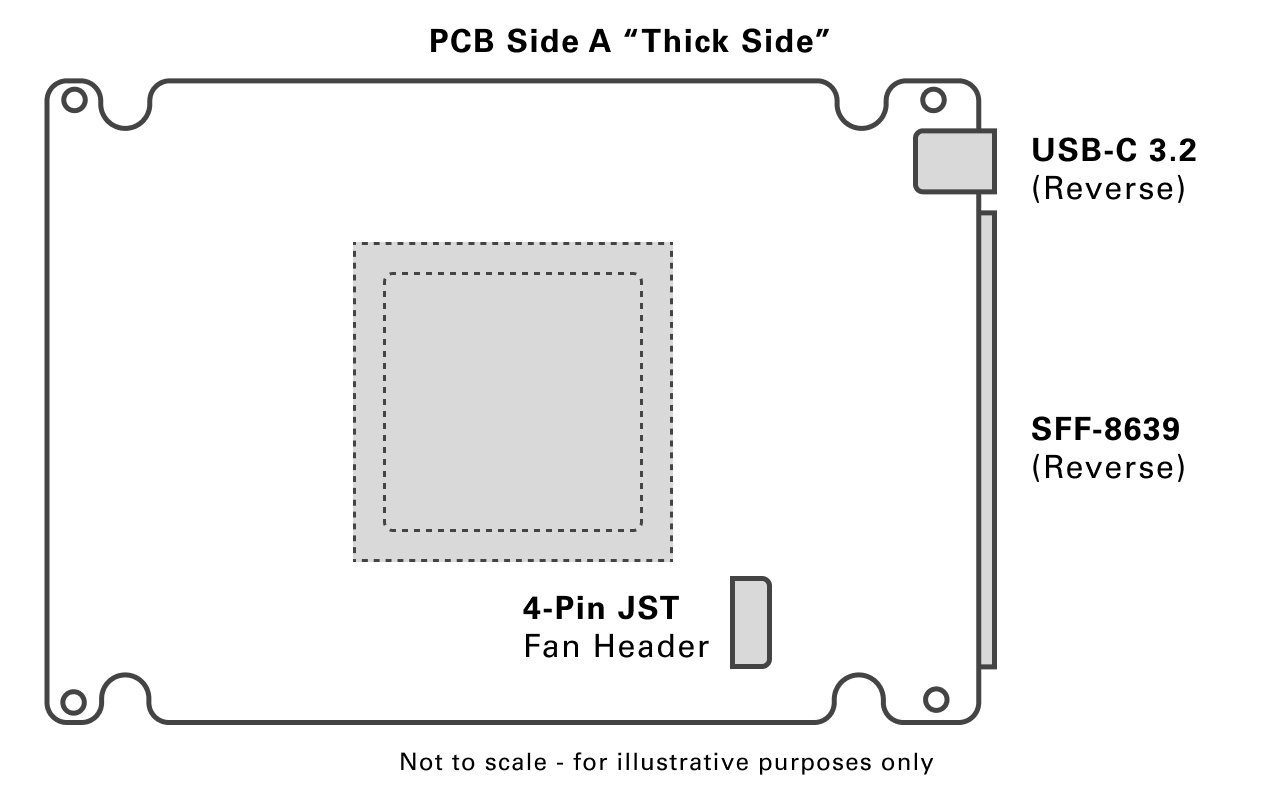 PCB Side A “Thick Side”
USB-C 3.2
(Reverse)
SFF-8639
(Reverse)
4-Pin JST
Fan Header
Not to scale - for illustrative purposes only